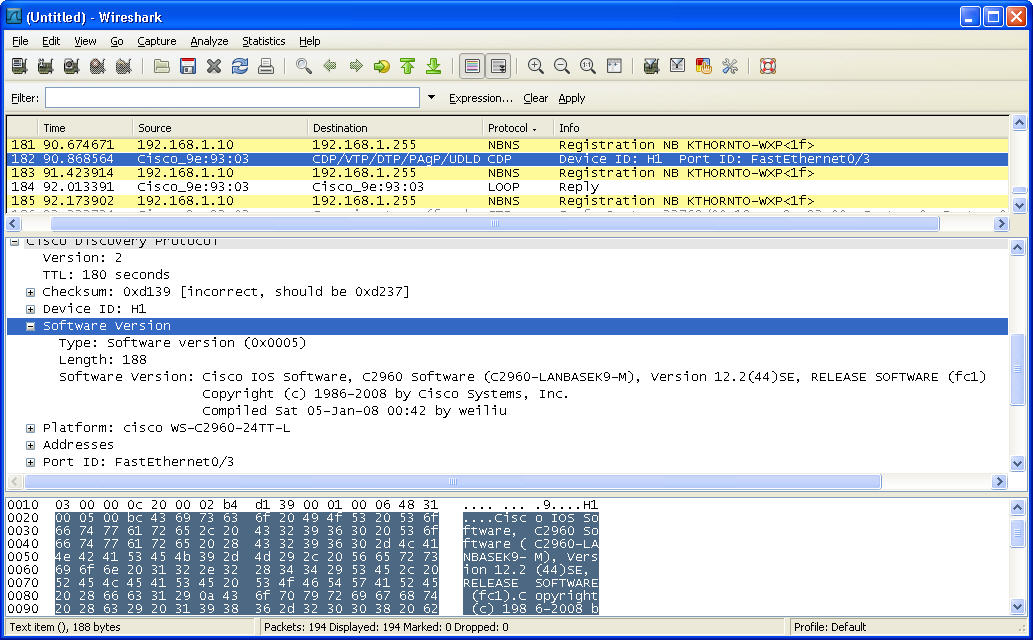 (Untitled) - Wireshark
File Edit View Go Capture Analyze Statistics Help
Filter: Expression... Clear Apply
Time Source Destination Protocol Info
181 90.674671 192.168.1.10 192.168.1.255 NBNS Registration NB KTHORNTO-WXP<1f>
182 90.868564 Cisco_9e:93:03 CDP/VTP/DTP/PAgP/UDLD CDP Device ID: H1 Port ID: FastEthernet0/3
183 91.423914 192.168.1.10 192.168.1.255 NBNS Registration NB KTHORNTO-WXP<1f>
184 92.013391 Cisco_9e:93:03 Cisco_9e:93:03 LOOP Reply
185 92.173902 192.168.1.10 192.168.1.255 NBNS Registration NB KTHORNTO-WXP<1f>
Cisco Discovery Protocol
Version: 2
TTL: 180 seconds
Checksum: 0xd139 [incorrect, should be 0xd237]
Device ID: H1
Software Version
Type: Software version (0x0005)
Length: 188
Software Version: Cisco IOS Software, C2960 Software (C2960-LANBASEK9-M), Version 12.2(44)SE, RELEASE SOFTWARE (fc1)
Copyright (c) 1986-2008 by Cisco Systems, Inc.
Compiled Sat 05-Jan-08 00:42 by weiliu
Platform: cisco WS-C2960-24TT-L
Addresses
Port ID: FastEthernet0/3
0010 03 00 00 0c 20 00 02 b4 d1 39 00 01 00 06 48 31 .... ... .9....H1
0020 00 05 00 bc 43 69 73 63 6f 20 49 4f 53 20 53 6f ....Cisc o IOS So
0030 66 74 77 61 72 65 2c 20 43 32 39 36 30 20 53 6f ftware, C2960 So
0040 66 74 77 61 72 65 20 28 43 32 39 36 30 2d 4c 41 ftware ( C2960-LA
0050 4e 42 41 53 45 4b 39 2d 4d 29 2c 20 56 65 72 73 NBASEK9- M), Vers
0060 69 6f 6e 20 31 32 2e 32 28 34 34 29 53 45 2c 20 ion 12.2 (44)SE,
0070 52 45 4c 45 41 53 45 20 53 4f 46 54 57 41 52 45 RELEASE SOFTWARE
0080 20 28 66 63 31 29 0a 43 6f 70 79 72 69 67 68 74 (fc1).C opyright
0090 20 28 63 29 20 31 39 38 36 2d 32 30 30 38 20 62 (c) 198 6-2008 b
Text item (), 188 bytes Packets: 194 Displayed: 194 Marked: 0 Dropped: 0 Profile: Default